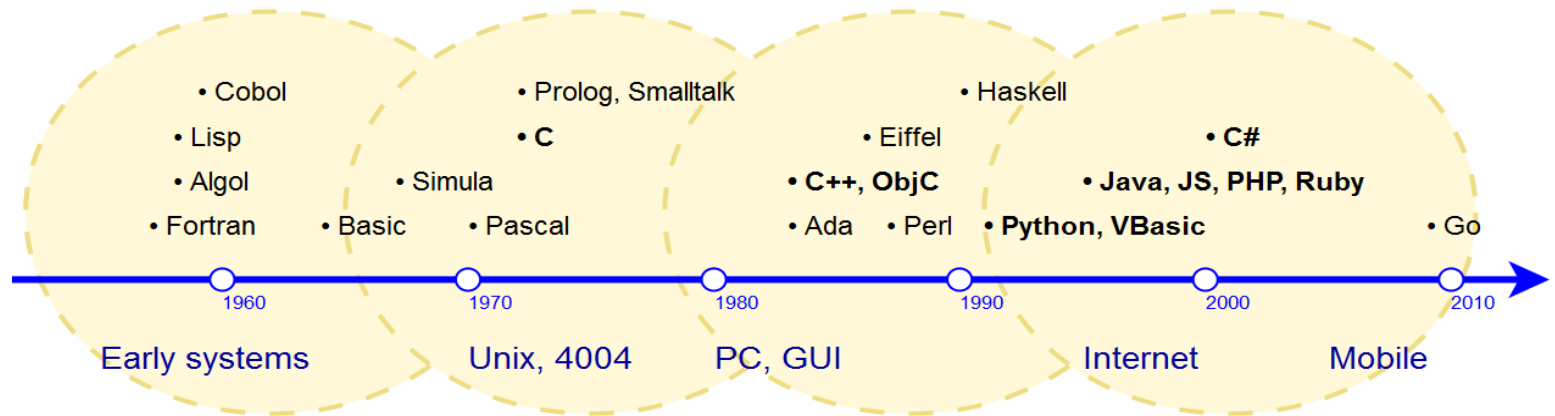 • Cobol • Prolog, Smalltalk • Haskell
• Lisp • C • Eiffel • C#
• Algol • Simula • C++, ObjC • Java, JS, PHP, Ruby
• Fortran • Basic • Pascal • Ada • Perl • Python, VBasic • Go
1960 1970 1980 1990 2000 2010
Early systems Unix, 4004 PC, GUI Internet Mobile